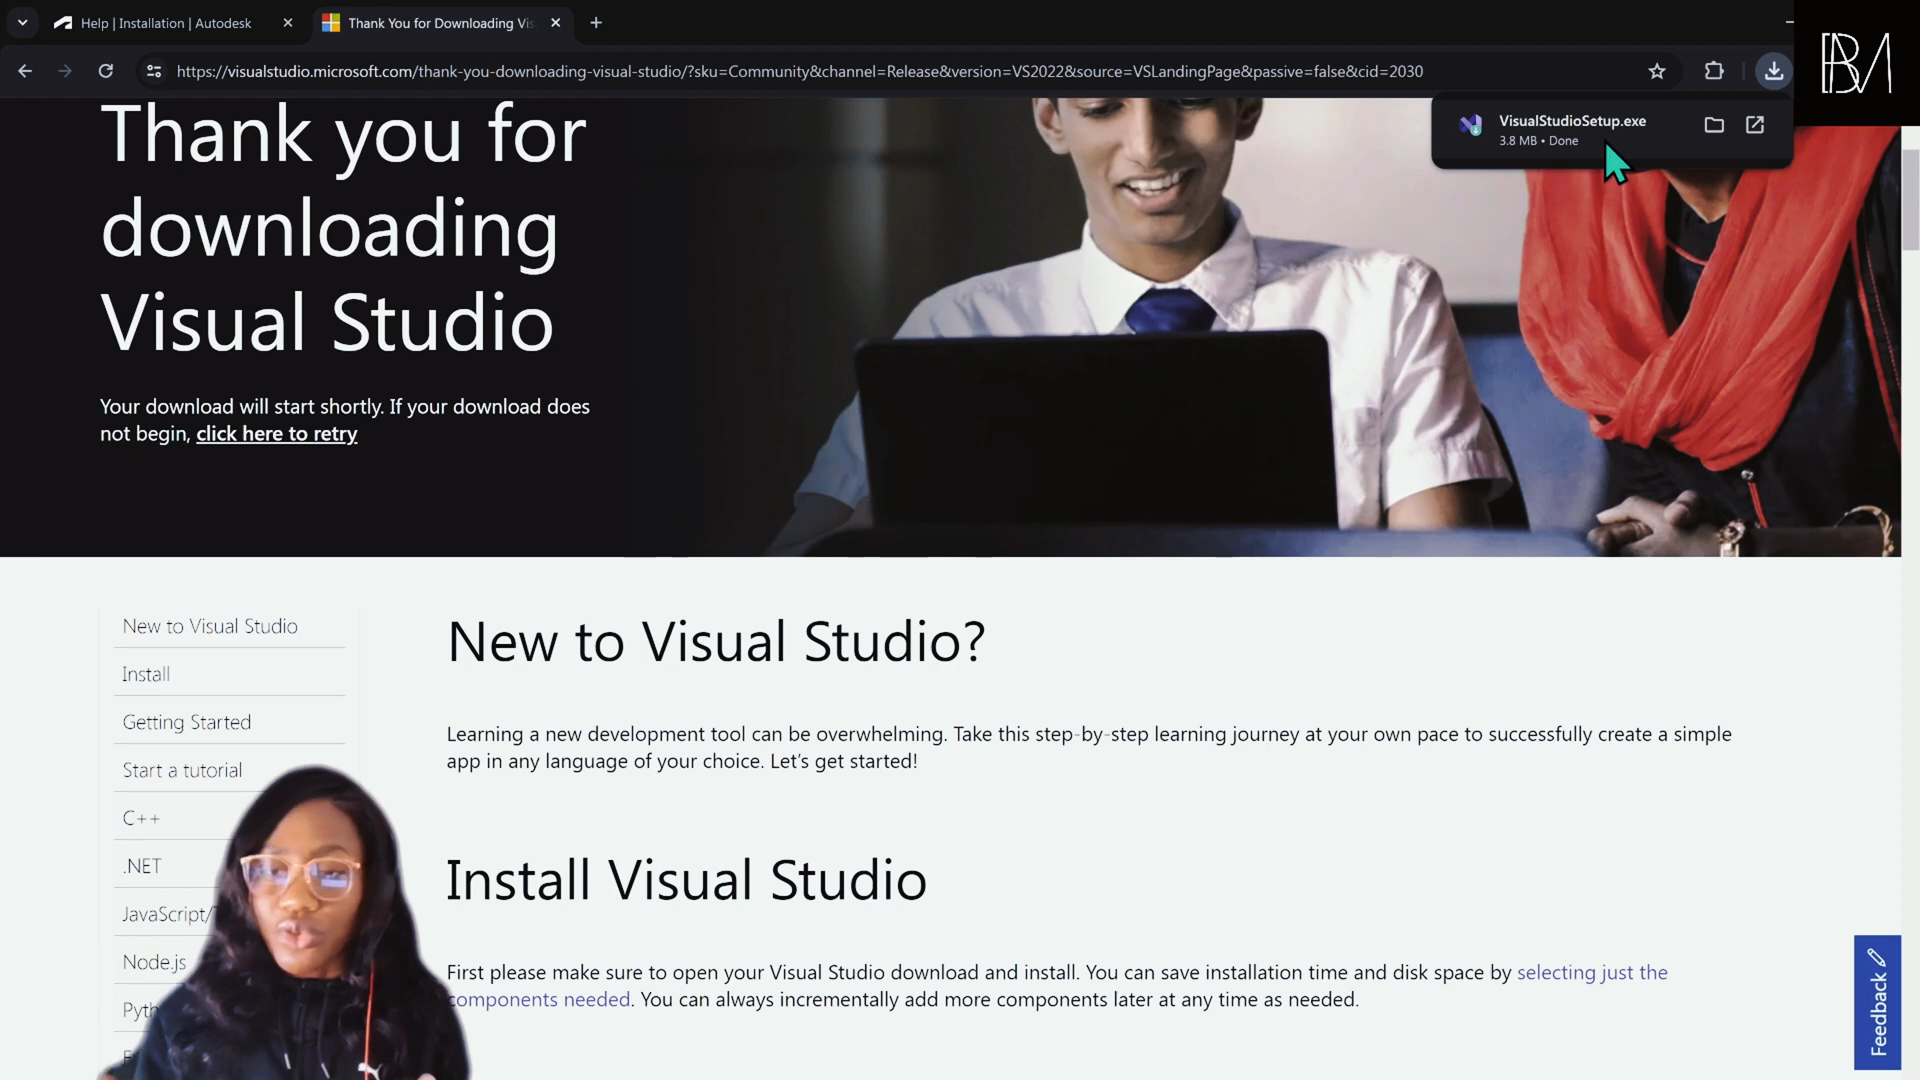 Help | Installation | Autodesk
Thank You for Downloading Vis
https://visualstudio.microsoft.com/thank-you-downloading-visual-studio/?sku=Community&channel=Release&version=VS2022&source=VSLandingPage&passive=false&cid=2030
VisualStudioSetup.exe
3.8 MB • Done
Thank you for
downloading
Visual Studio
Your download will start shortly. If your download does
not begin, click here to retry
New to Visual Studio
Install
Getting Started
Start a tutorial
C++
.NET
JavaScript/
Node.js
Pyth
New to Visual Studio?
Learning a new development tool can be overwhelming. Take this step-by-step learning journey at your own pace to successfully create a simple
app in any language of your choice. Let's get started!
Install Visual Studio
First please make sure to open your Visual Studio download and install. You can save installation time and disk space by selecting just the
components needed. You can always incrementally add more components later at any time as needed.
Feedback